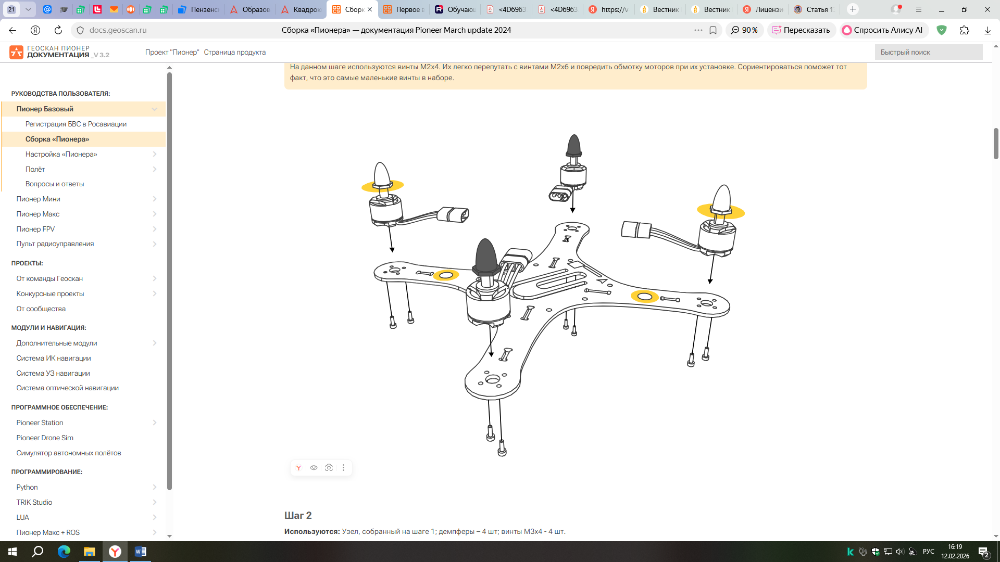 21
Пензенс
Образов
Квадрок
Сборк
Первое в
Обучаю
<4D6963
<4D6963
https://v
Вестник
Вестник
Лицензи
Статья 1
docs.geoscan.ru
Сборка «Пионера» — документация Pioneer March update 2024
90 %
Пересказать
Спросить Алису AI
ГЕОСКАН ПИОНЕР
ДОКУМЕНТАЦИЯ _V 3.2
Проект "Пионер"
Страница продукта
Быстрый поиск
На данном шаге используются винты М2х4. Их легко перепутать с винтами М2х6 и повредить обмотку моторов при их установке. Сориентироваться поможет тот
факт, что это самые маленькие винты в наборе.
РУКОВОДСТВА ПОЛЬЗОВАТЕЛЯ:
Пионер Базовый
Регистрация БВС в Росавиации
Сборка «Пионера»
Настройка «Пионера»
Полёт
Вопросы и ответы
Пионер Мини
Пионер Макс
Пионер FPV
Пульт радиоуправления
ПРОЕКТЫ:
От команды Геоскан
Конкурсные проекты
От сообщества
МОДУЛИ И НАВИГАЦИЯ:
Дополнительные модули
Система ИК навигации
Система УЗ навигации
Система оптической навигации
ПРОГРАММНОЕ ОБЕСПЕЧЕНИЕ:
Pioneer Station
Pioneer Drone Sim
Симулятор автономных полётов
ПРОГРАММИРОВАНИЕ:
Python
TRIK Studio
LUA
Пионер Макс + ROS
Шаг 2
Используются: Узел, собранный на шаге 1; демпферы – 4 шт; винты М3х4 - 4 шт.
РУС
16:19
12.02.2026
2